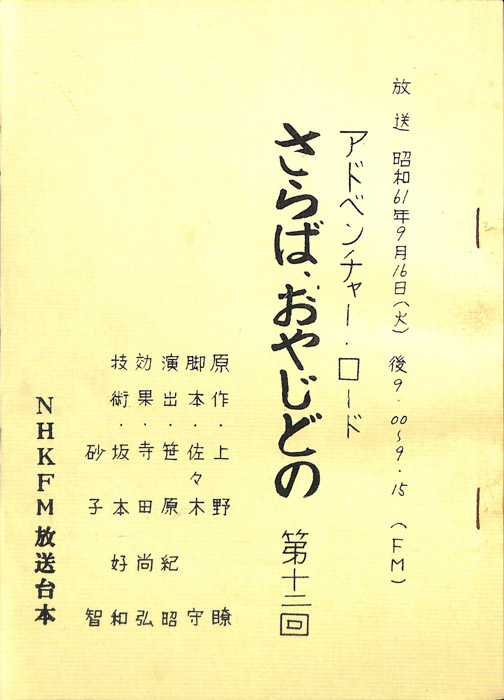 放送 昭和61年9月16日(火) 後9.00〜9.15 (FM)
アドベンチャー・ロード
さらば、おやじどの 第十二回
原作・上野瞭
脚本・佐々木守
演出・笹原紀昭
効果・寺田尚弘
技術・坂本好和
砂子智
NHKFM放送台本